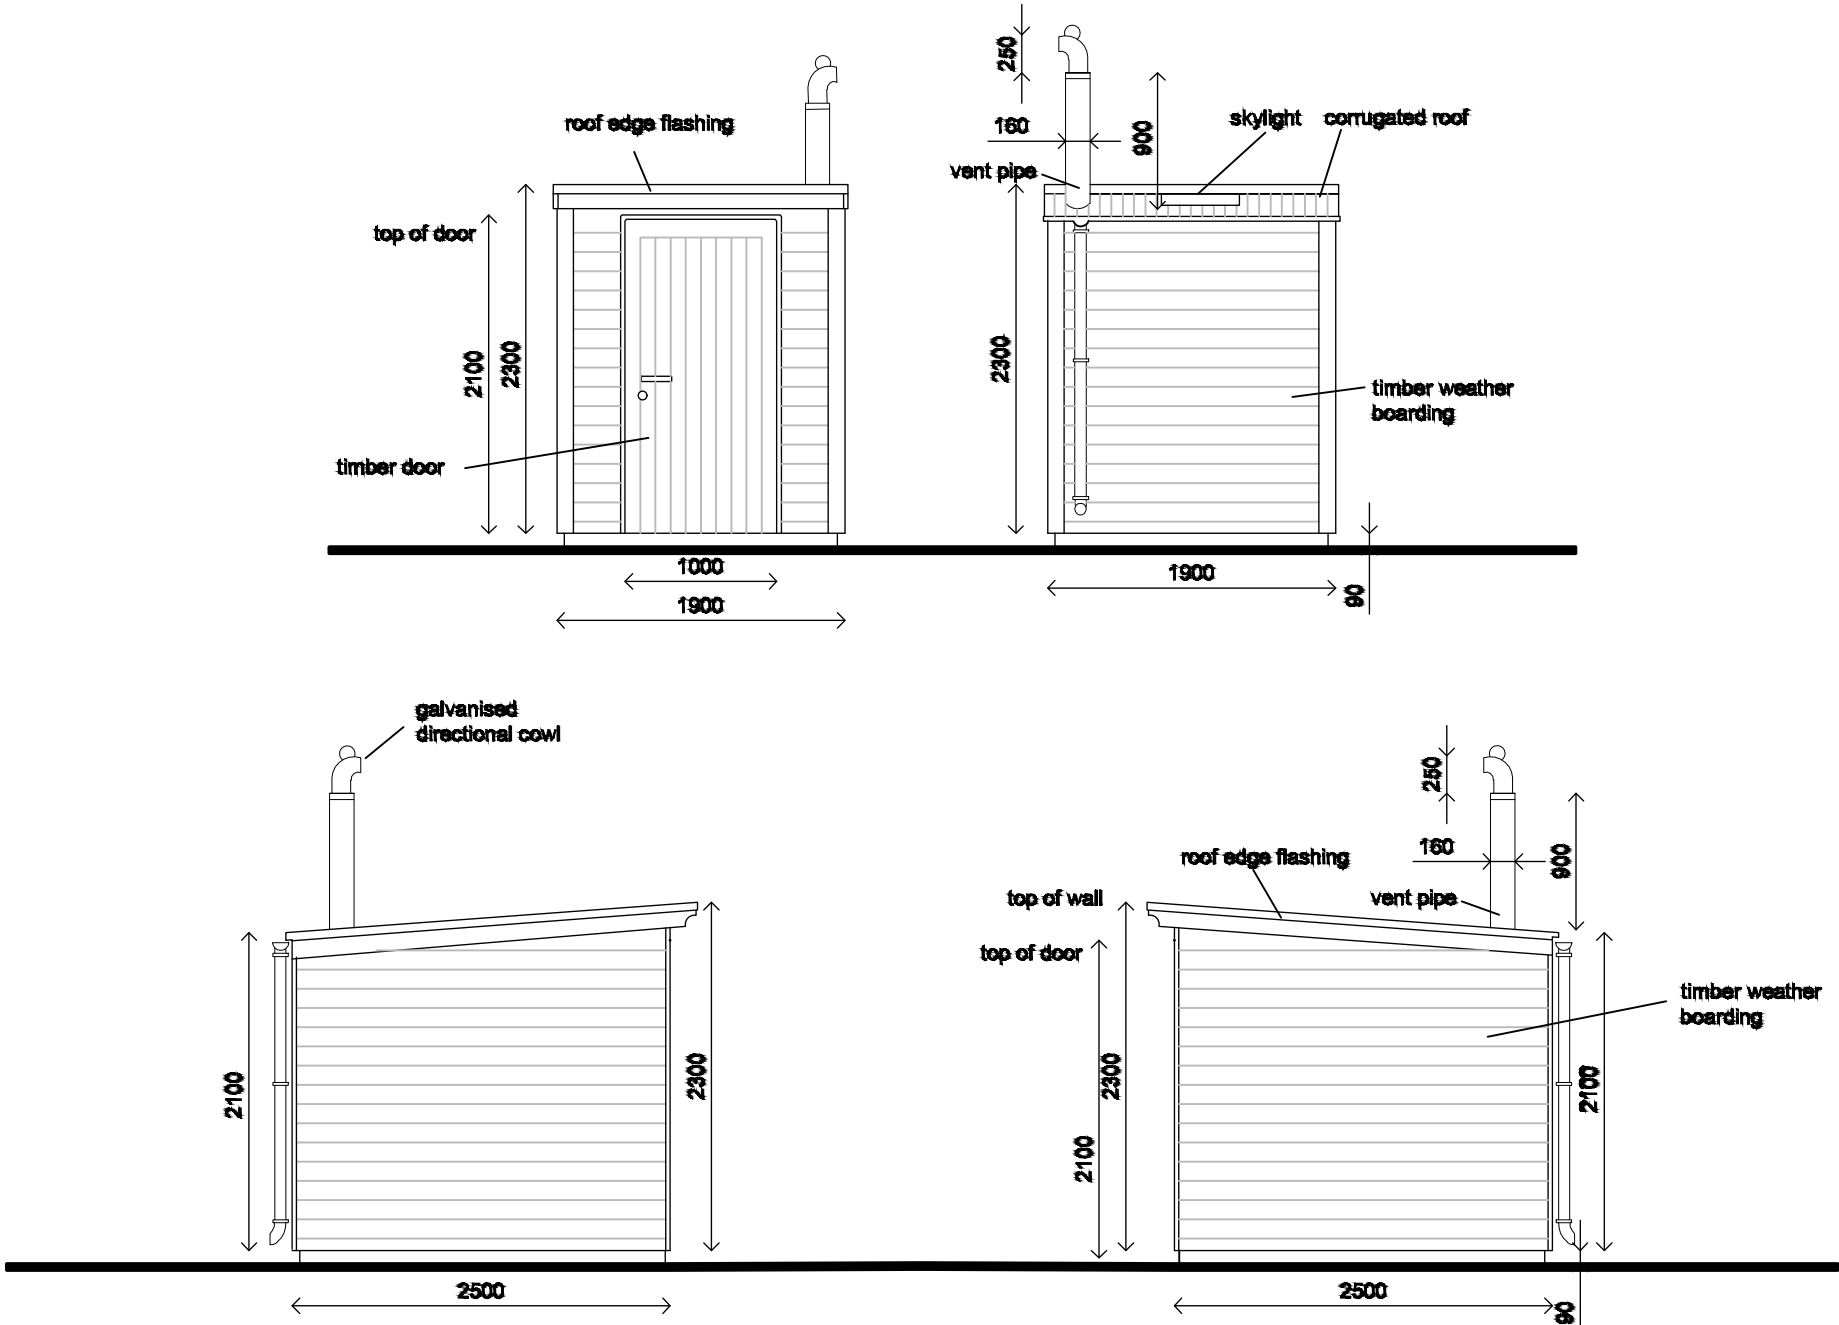 roof edge flashing
top of door
2100
2300
timber door
1000
1900
250
160
900
skylight
corrugated roof
vent pipe
2300
timber weather
boarding
1900
90
galvanised
directional cowl
2100
2300
2500
250
160
900
roof edge flashing
top of wall
vent pipe
top of door
timber weather
boarding
2300
2100
2100
2500
90